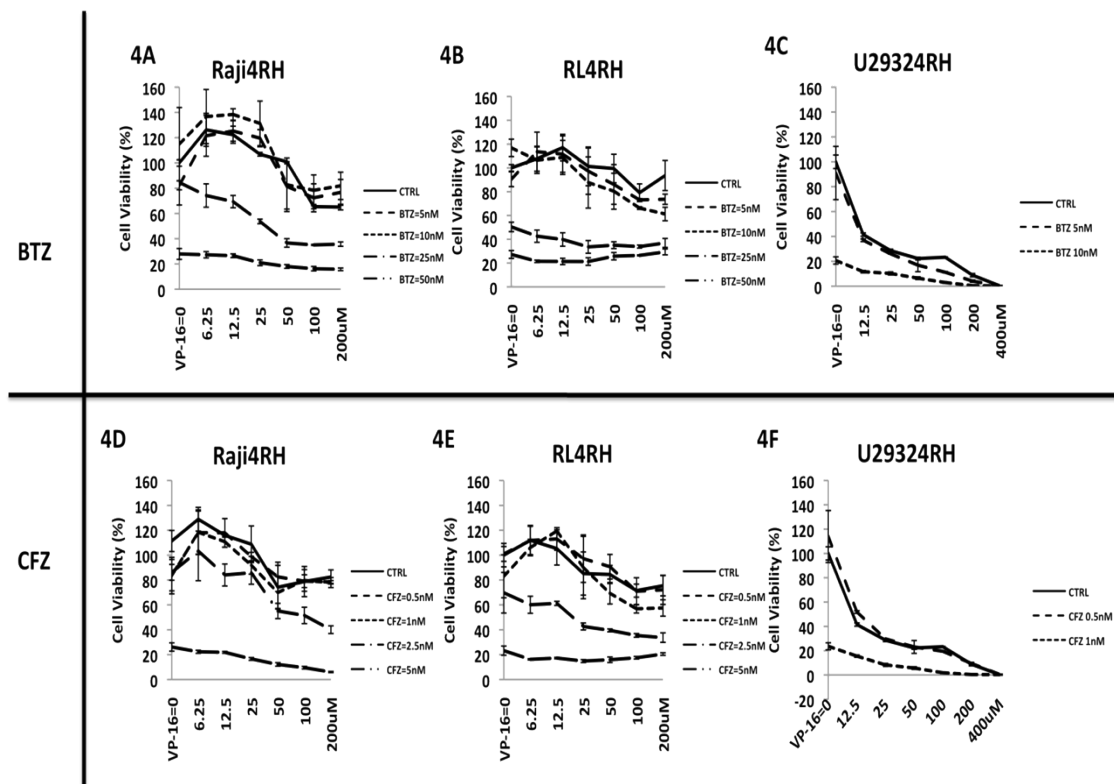 BTZ
4A
Raji4RH
Cell Viability (%)
160
140
120
100
80
60
40
20
0
VP-16=0
6.25
12.5
25
50
100
200uM
CTRL
BTZ=5nM
BTZ=10nM
BTZ=25nM
BTZ=50nM
4B
RL4RH
Cell Viability (%)
160
140
120
100
80
60
40
20
0
VP-16=0
6.25
12.5
25
50
100
200uM
CTRL
BTZ=5nM
BTZ=10nM
BTZ=25nM
BTZ=50nM
4C
U29324RH
Cell Viability (%)
160
140
120
100
80
60
40
20
0
VP-16=0
12.5
25
50
100
200
400uM
CTRL
BTZ 5nM
BTZ 10nM
CFZ
4D
Raji4RH
Cell Viability (%)
160
140
120
100
80
60
40
20
0
VP-16=0
6.25
12.5
25
50
100
200uM
CTRL
CFZ=0.5nM
CFZ=1nM
CFZ=2.5nM
CFZ=5nM
4E
RL4RH
Cell Viability (%)
160
140
120
100
80
60
40
20
0
VP-16=0
6.25
12.5
25
50
100
200uM
CTRL
CFZ=0.5nM
CFZ=1nM
CFZ=2.5nM
CFZ=5nM
4F
U29324RH
Cell Viability (%)
160
140
120
100
80
60
40
20
0
-20
VP-16=0
12.5
25
50
100
200
400uM
CTRL
CFZ 0.5nM
CFZ 1nM